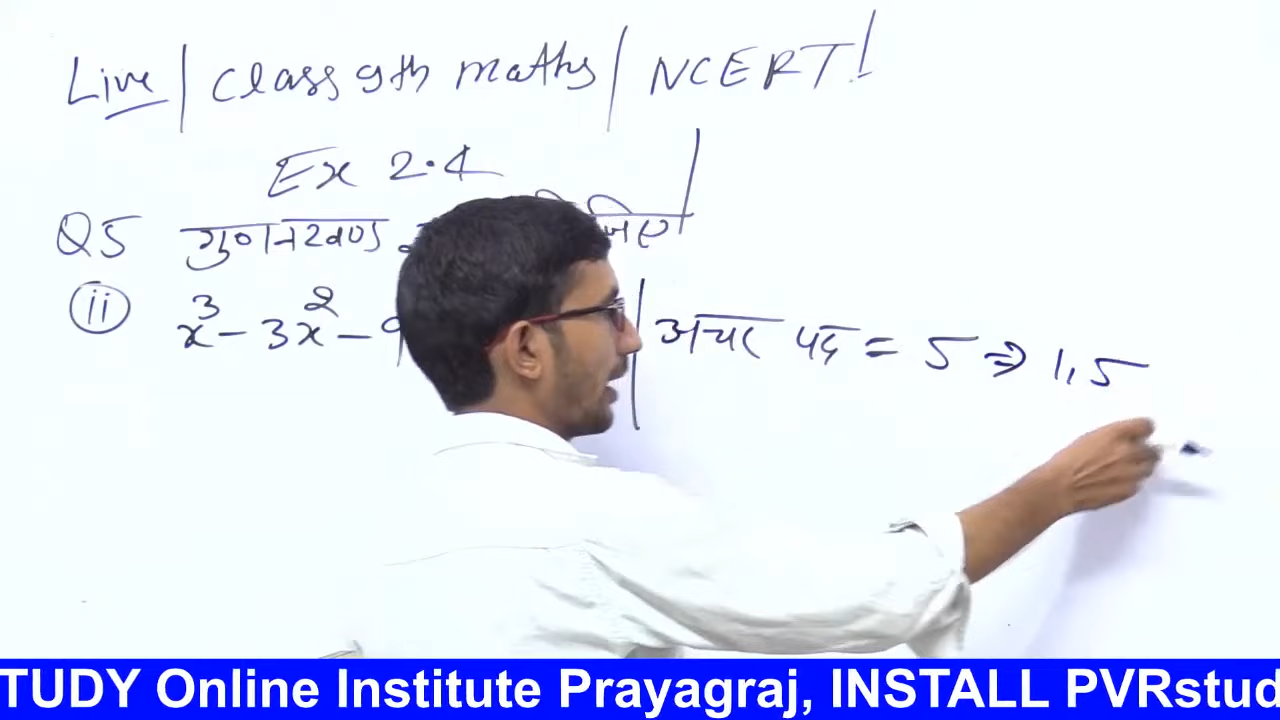 Live | Class 9th maths | NCERT!
Ex 2.4
Q5 गुणनखण्ड
(ii) x³ - 3x² - 9
अचर पद = 5 ⇒ 1, 5
TUDY Online Institute Prayagraj, INSTALL PVRstud